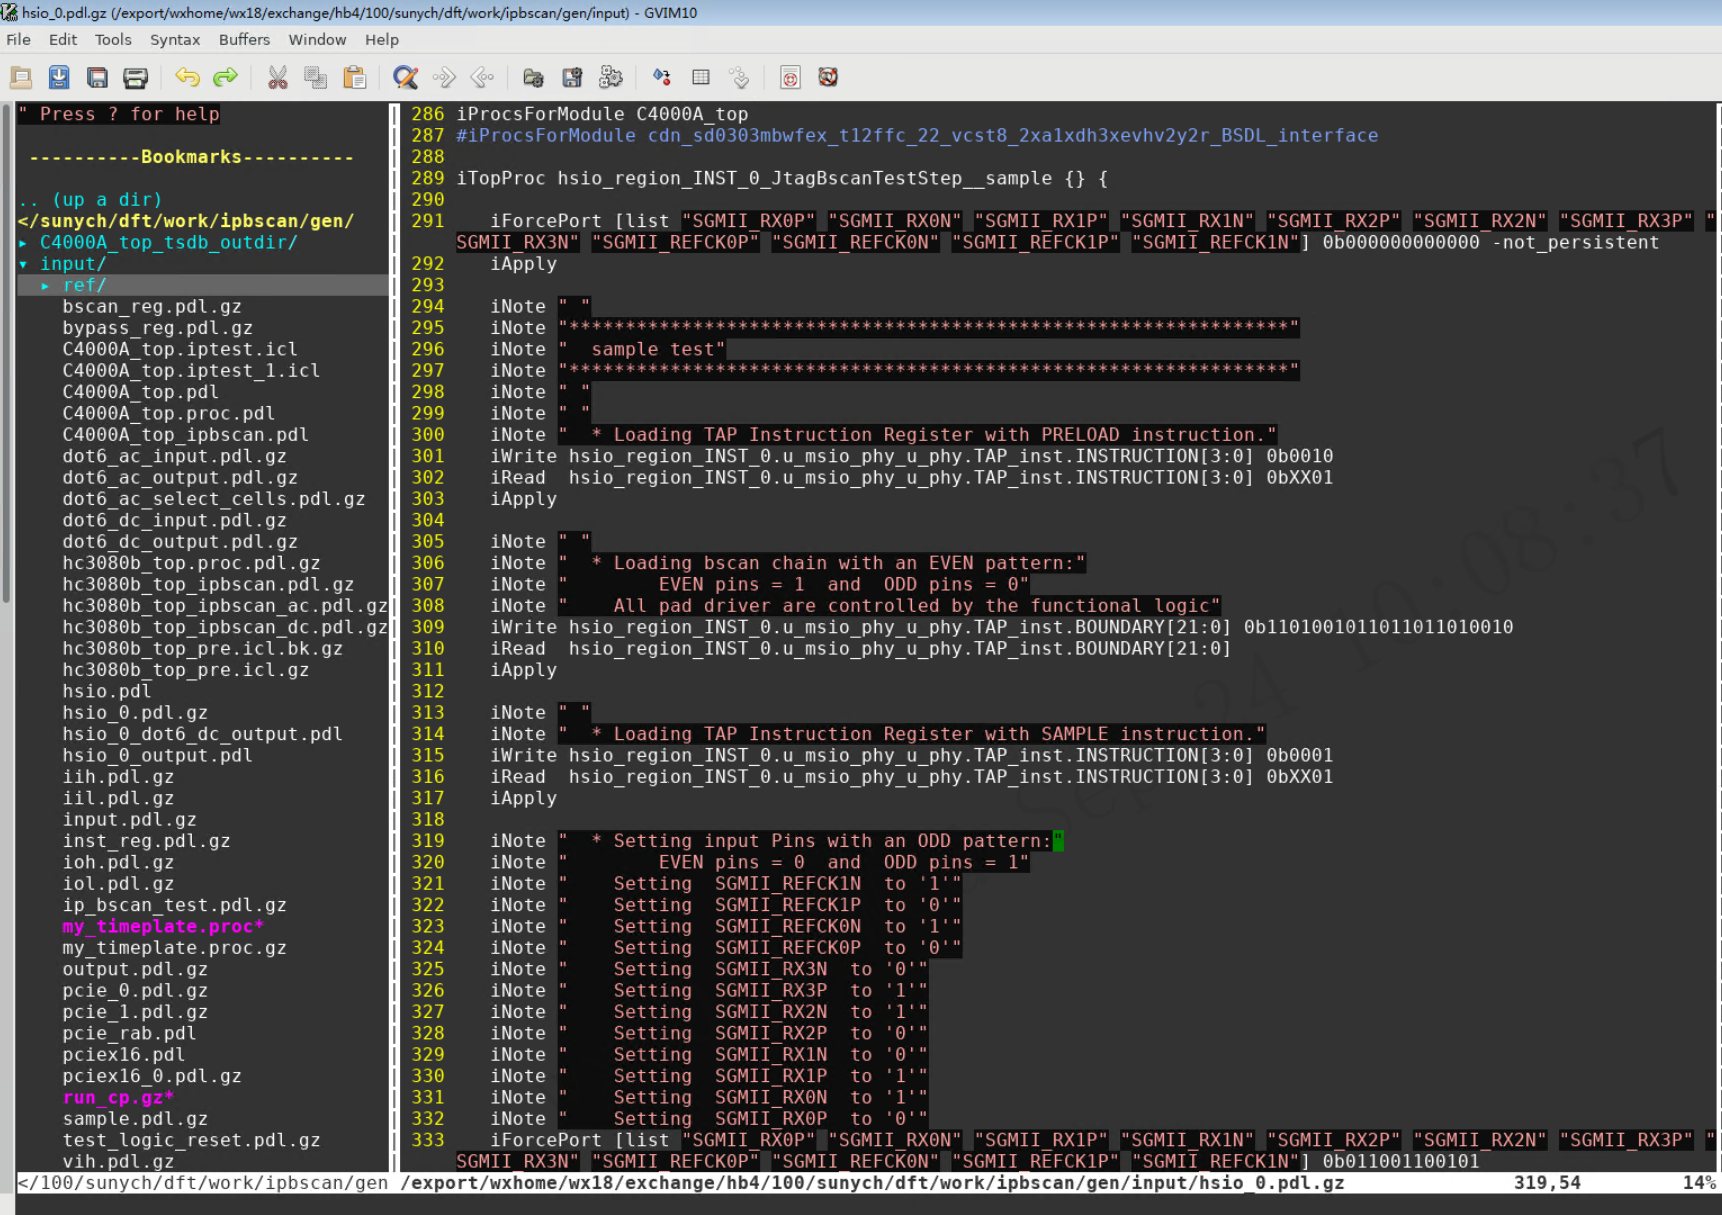 hsio_0.pdl.gz (/export/wxhome/wx18/exchange/hb4/100/sunych/dft/work/ipbscan/gen/input) - GVIM10
File Edit Tools Syntax Buffers Window Help
" Press ? for help
----------Bookmarks----------
.. (up a dir)
</sunych/dft/work/ipbscan/gen/
▸ C4000A_top_tsdb_outdir/
▾ input/
▸ ref/
bscan_reg.pdl.gz
bypass_reg.pdl.gz
C4000A_top.iptest.icl
C4000A_top.iptest_1.icl
C4000A_top.pdl
C4000A_top.proc.pdl
C4000A_top_ipbscan.pdl
dot6_ac_input.pdl.gz
dot6_ac_output.pdl.gz
dot6_ac_select_cells.pdl.gz
dot6_dc_input.pdl.gz
dot6_dc_output.pdl.gz
hc3080b_top.proc.pdl.gz
hc3080b_top_ipbscan.pdl.gz
hc3080b_top_ipbscan_ac.pdl.gz
hc3080b_top_ipbscan_dc.pdl.gz
hc3080b_top_pre.icl.bk.gz
hc3080b_top_pre.icl.gz
hsio.pdl
hsio_0.pdl.gz
hsio_0_dot6_dc_output.pdl
hsio_0_output.pdl
iih.pdl.gz
iil.pdl.gz
input.pdl.gz
inst_reg.pdl.gz
ioh.pdl.gz
iol.pdl.gz
ip_bscan_test.pdl.gz
my_timeplate.proc*
my_timeplate.proc.gz
output.pdl.gz
pcie_0.pdl.gz
pcie_1.pdl.gz
pcie_rab.pdl
pciex16.pdl
pciex16_0.pdl.gz
run_cp.gz*
sample.pdl.gz
test_logic_reset.pdl.gz
vih.pdl.gz
286 iProcsForModule C4000A_top
287 #iProcsForModule cdn_sd0303mbwfex_t12ffc_22_vcst8_2xa1xdh3xevhv2y2r_BSDL_interface
288
289 iTopProc hsio_region_INST_0_JtagBscanTestStep__sample {} {
290
291    iForcePort [list "SGMII_RX0P" "SGMII_RX0N" "SGMII_RX1P" "SGMII_RX1N" "SGMII_RX2P" "SGMII_RX2N" "SGMII_RX3P" "
SGMII_RX3N" "SGMII_REFCK0P" "SGMII_REFCK0N" "SGMII_REFCK1P" "SGMII_REFCK1N"] 0b000000000000 -not_persistent
292    iApply
293
294    iNote " "
295    iNote "****************************************************************"
296    iNote "  sample test"
297    iNote "****************************************************************"
298    iNote " "
299    iNote " "
300    iNote "  * Loading TAP Instruction Register with PRELOAD instruction."
301    iWrite hsio_region_INST_0.u_msio_phy_u_phy.TAP_inst.INSTRUCTION[3:0] 0b0010
302    iRead  hsio_region_INST_0.u_msio_phy_u_phy.TAP_inst.INSTRUCTION[3:0] 0bXX01
303    iApply
304
305    iNote " "
306    iNote "  * Loading bscan chain with an EVEN pattern:"
307    iNote "        EVEN pins = 1  and  ODD pins = 0"
308    iNote "    All pad driver are controlled by the functional logic"
309    iWrite hsio_region_INST_0.u_msio_phy_u_phy.TAP_inst.BOUNDARY[21:0] 0b1101001011011011010010
310    iRead  hsio_region_INST_0.u_msio_phy_u_phy.TAP_inst.BOUNDARY[21:0]
311    iApply
312
313    iNote " "
314    iNote "  * Loading TAP Instruction Register with SAMPLE instruction."
315    iWrite hsio_region_INST_0.u_msio_phy_u_phy.TAP_inst.INSTRUCTION[3:0] 0b0001
316    iRead  hsio_region_INST_0.u_msio_phy_u_phy.TAP_inst.INSTRUCTION[3:0] 0bXX01
317    iApply
318
319    iNote "  * Setting input Pins with an ODD pattern:"
320    iNote "        EVEN pins = 0  and  ODD pins = 1"
321    iNote "    Setting  SGMII_REFCK1N  to '1'"
322    iNote "    Setting  SGMII_REFCK1P  to '0'"
323    iNote "    Setting  SGMII_REFCK0N  to '1'"
324    iNote "    Setting  SGMII_REFCK0P  to '0'"
325    iNote "    Setting  SGMII_RX3N  to '0'"
326    iNote "    Setting  SGMII_RX3P  to '1'"
327    iNote "    Setting  SGMII_RX2N  to '1'"
328    iNote "    Setting  SGMII_RX2P  to '0'"
329    iNote "    Setting  SGMII_RX1N  to '0'"
330    iNote "    Setting  SGMII_RX1P  to '1'"
331    iNote "    Setting  SGMII_RX0N  to '1'"
332    iNote "    Setting  SGMII_RX0P  to '0'"
333    iForcePort [list "SGMII_RX0P" "SGMII_RX0N" "SGMII_RX1P" "SGMII_RX1N" "SGMII_RX2P" "SGMII_RX2N" "SGMII_RX3P" "
SGMII_RX3N" "SGMII_REFCK0P" "SGMII_REFCK0N" "SGMII_REFCK1P" "SGMII_REFCK1N"] 0b011001100101
Sep 24 10:08:37
</100/sunych/dft/work/ipbscan/gen /export/wxhome/wx18/exchange/hb4/100/sunych/dft/work/ipbscan/gen/input/hsio_0.pdl.gz 319,54 14%